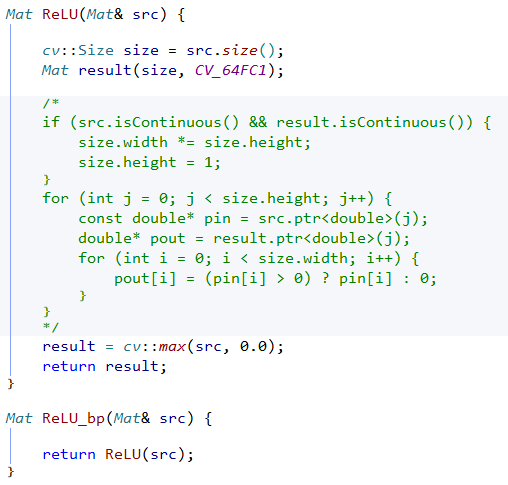 Mat ReLU(Mat& src) {
cv::Size size = src.size();
Mat result(size, CV_64FC1);
/*
if (src.isContinuous() && result.isContinuous()) {
size.width *= size.height;
size.height = 1;
}
for (int j = 0; j < size.height; j++) {
const double* pin = src.ptr<double>(j);
double* pout = result.ptr<double>(j);
for (int i = 0; i < size.width; i++) {
pout[i] = (pin[i] > 0) ? pin[i] : 0;
}
}
*/
result = cv::max(src, 0.0);
return result;
}
Mat ReLU_bp(Mat& src) {
return ReLU(src);
}